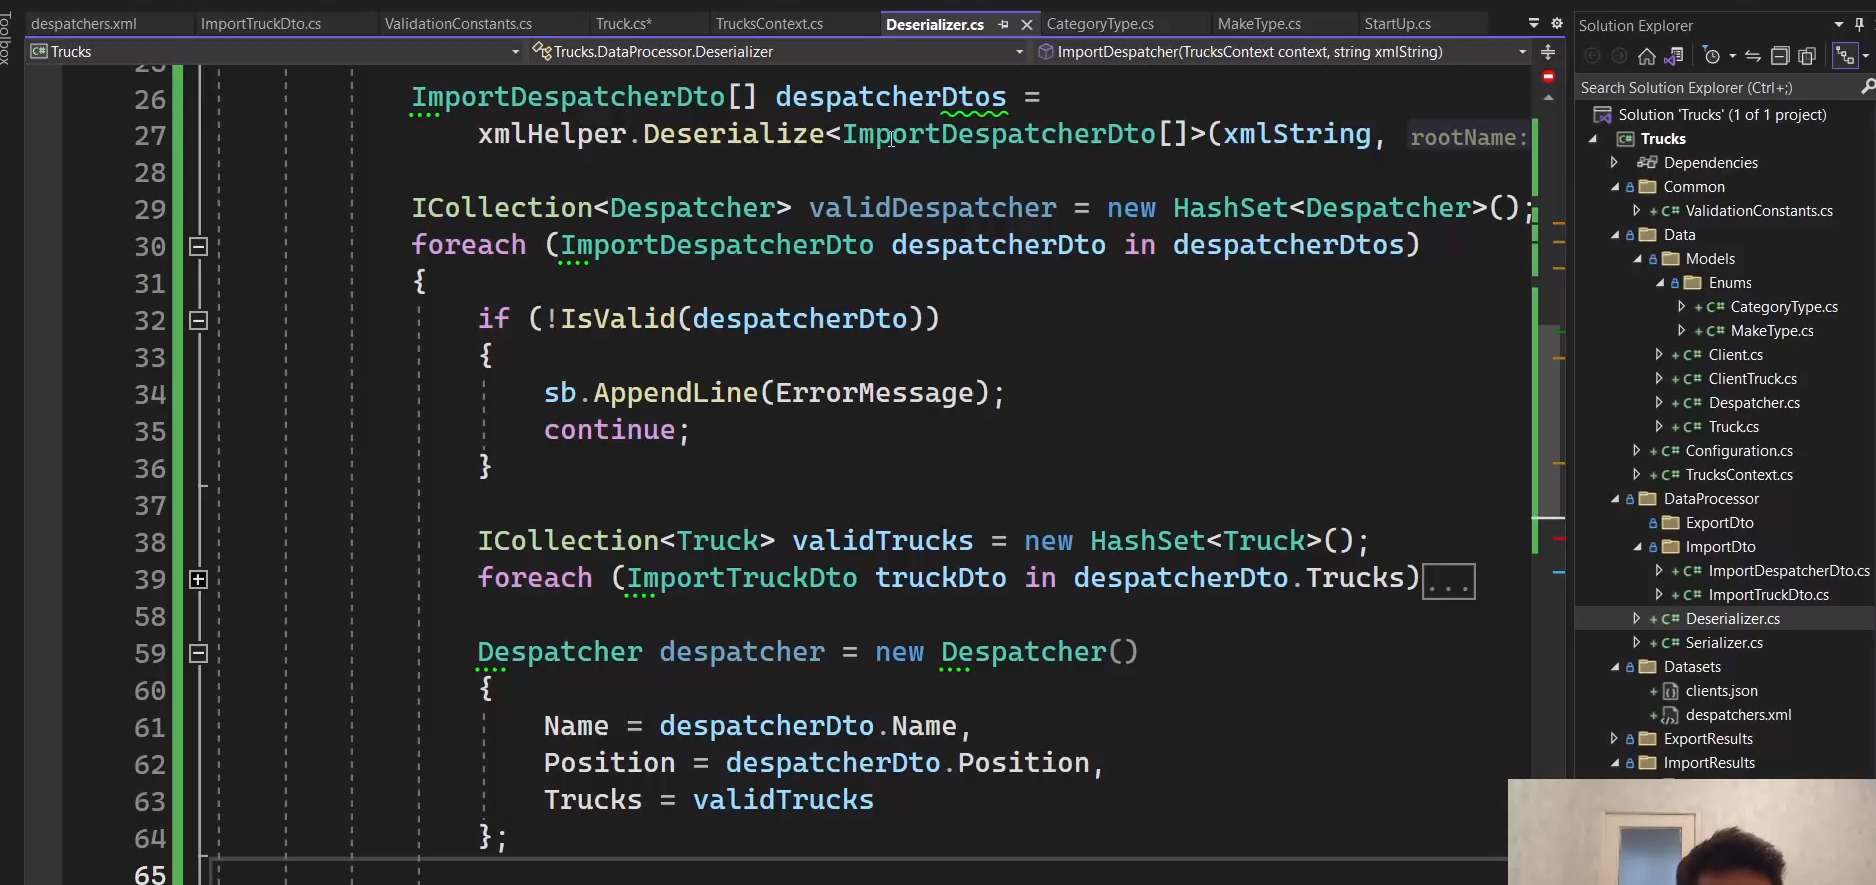 despatchers.xml ImportTruckDto.cs ValidationConstants.cs Truck.cs* TrucksContext.cs Deserializer.cs CategoryType.cs MakeType.cs StartUp.cs
Toolbox
Trucks Trucks.DataProcessor.Deserializer ImportDespatcher(TrucksContext context, string xmlString)
26 ImportDespatcherDto[] despatcherDtos =
27 xmlHelper.Deserialize<ImportDespatcherDto[]>(xmlString, rootName:
28
29 ICollection<Despatcher> validDespatcher = new HashSet<Despatcher>();
30 foreach (ImportDespatcherDto despatcherDto in despatcherDtos)
31 {
32 if (!IsValid(despatcherDto))
33 {
34 sb.AppendLine(ErrorMessage);
35 continue;
36 }
37
38 ICollection<Truck> validTrucks = new HashSet<Truck>();
39 foreach (ImportTruckDto truckDto in despatcherDto.Trucks)...
58
59 Despatcher despatcher = new Despatcher()
60 {
61 Name = despatcherDto.Name,
62 Position = despatcherDto.Position,
63 Trucks = validTrucks
64 };
65
Solution Explorer
Search Solution Explorer (Ctrl+;)
Solution 'Trucks' (1 of 1 project)
Trucks
Dependencies
Common
ValidationConstants.cs
Data
Models
Enums
CategoryType.cs
MakeType.cs
Client.cs
ClientTruck.cs
Despatcher.cs
Truck.cs
Configuration.cs
TrucksContext.cs
DataProcessor
ExportDto
ImportDto
ImportDespatcherDto.cs
ImportTruckDto.cs
Deserializer.cs
Serializer.cs
Datasets
clients.json
despatchers.xml
ExportResults
ImportResults